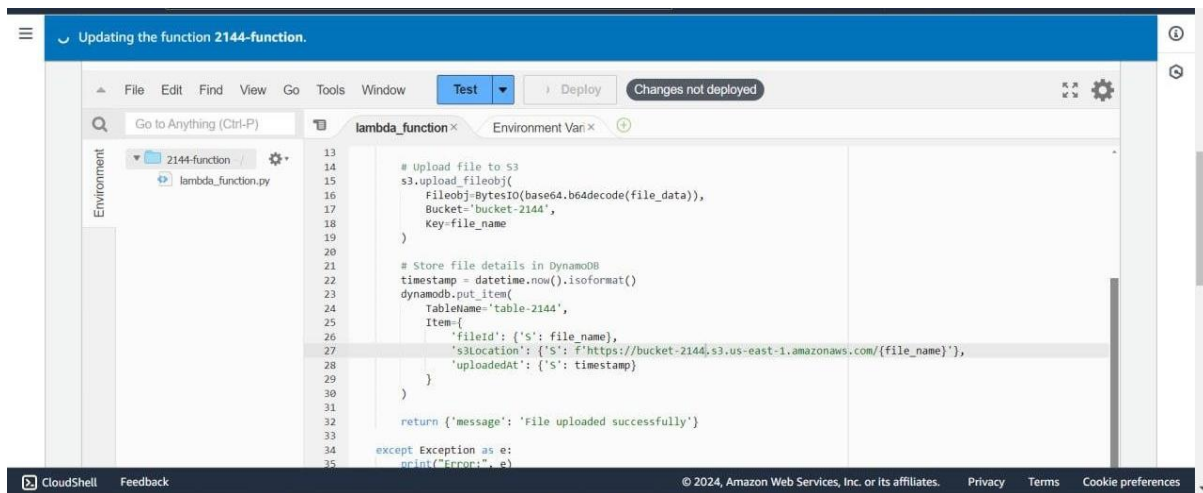 Updating the function 2144-function.
File Edit Find View Go Tools Window Test Deploy Changes not deployed
Go to Anything (Ctrl-P) lambda_function × Environment Vari ×
Environment
2144-function - /
lambda_function.py
13
14 # Upload file to S3
15 s3.upload_fileobj(
16 Fileobj=BytesIO(base64.b64decode(file_data)),
17 Bucket='bucket-2144',
18 Key=file_name
19 )
20
21 # Store file details in DynamoDB
22 timestamp = datetime.now().isoformat()
23 dynamodb.put_item(
24 TableName='table-2144',
25 Item={
26 'fileId': {'S': file_name},
27 's3Location': {'S': f'https://bucket-2144.s3.us-east-1.amazonaws.com/{file_name}'},
28 'uploadedAt': {'S': timestamp}
29 }
30 )
31
32 return {'message': 'File uploaded successfully'}
33
34 except Exception as e:
35 print("Error:", e)
CloudShell Feedback © 2024, Amazon Web Services, Inc. or its affiliates. Privacy Terms Cookie preferences